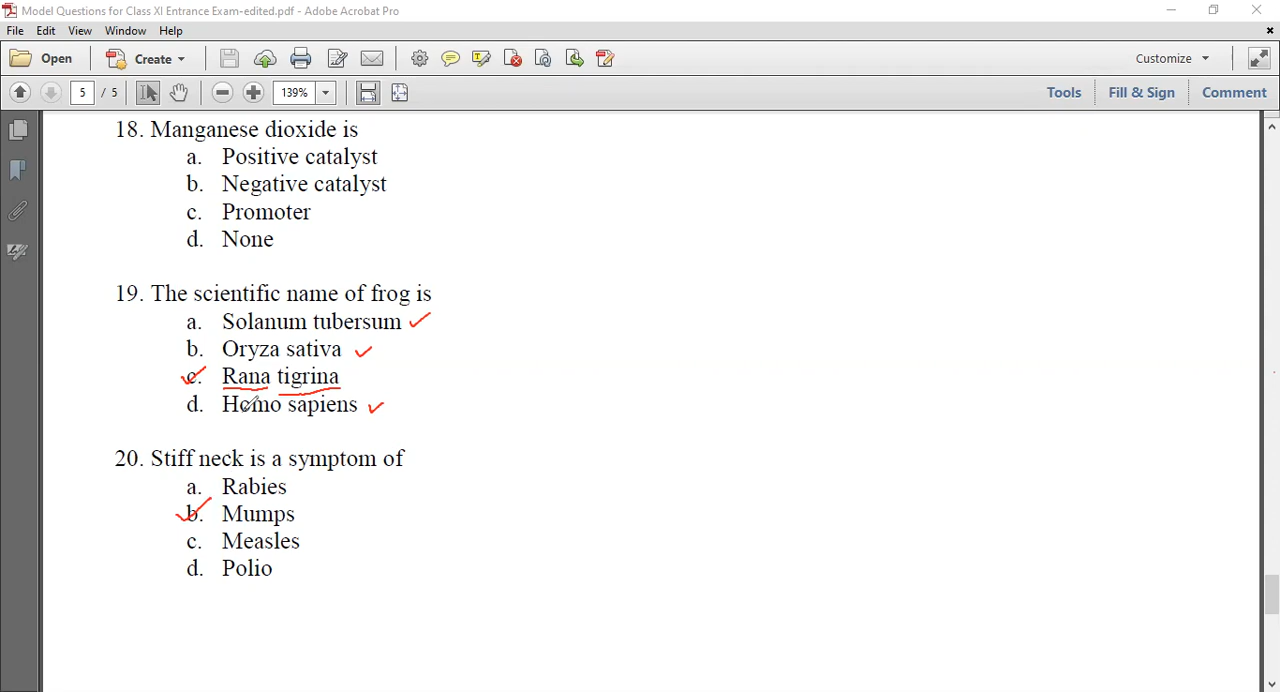 Model Questions for Class XI Entrance Exam-edited.pdf - Adobe Acrobat Pro
File Edit View Window Help
Open Create Customize
5 / 5 139% Tools Fill & Sign Comment
18. Manganese dioxide is
a. Positive catalyst
b. Negative catalyst
c. Promoter
d. None
19. The scientific name of frog is
a. Solanum tubersum
b. Oryza sativa
c. Rana tigrina
d. Homo sapiens
20. Stiff neck is a symptom of
a. Rabies
b. Mumps
c. Measles
d. Polio